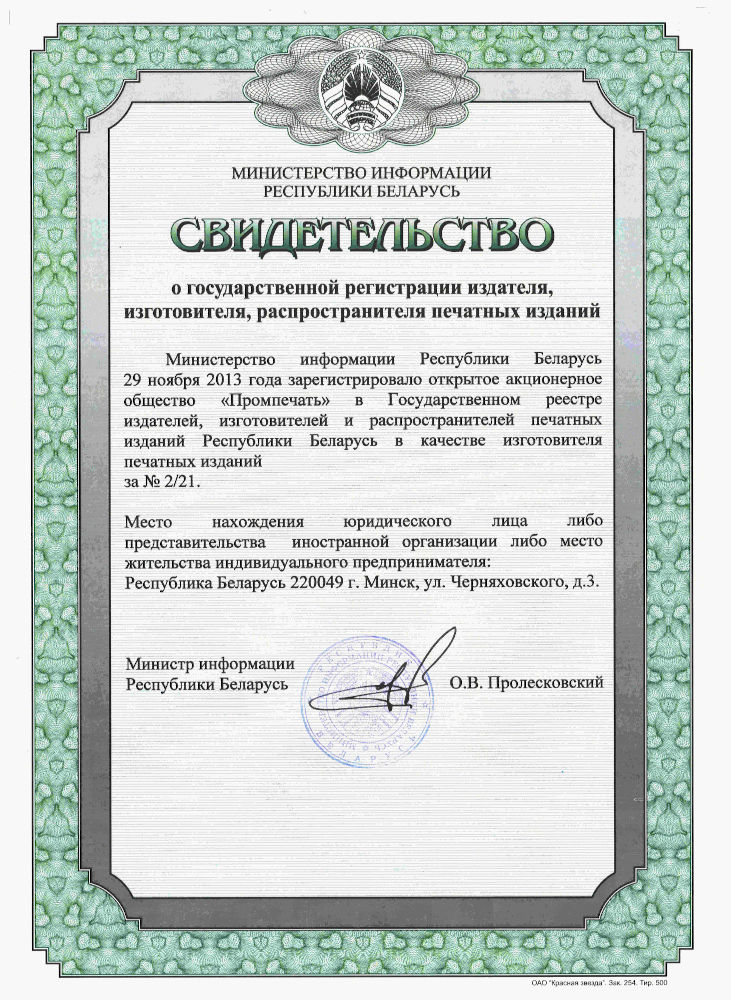 МИНИСТЕРСТВО ИНФОРМАЦИИ
РЕСПУБЛИКИ БЕЛАРУСЬ
СВИДЕТЕЛЬСТВО
о государственной регистрации издателя,
изготовителя, распространителя печатных изданий
Министерство информации Республики Беларусь
29 ноября 2013 года зарегистрировало открытое акционерное
общество «Промпечать» в Государственном реестре
издателей, изготовителей и распространителей печатных
изданий Республики Беларусь в качестве изготовителя
печатных изданий
за № 2/21.
Место нахождения юридического лица либо
представительства иностранной организации либо место
жительства индивидуального предпринимателя:
Республика Беларусь 220049 г. Минск, ул. Черняховского, д.3.
Министр информации
Республики Беларусь
О.В. Пролесковский
БЕЛАРУСЬ
ОАО "Красная звезда". Зак. 254. Тир. 500